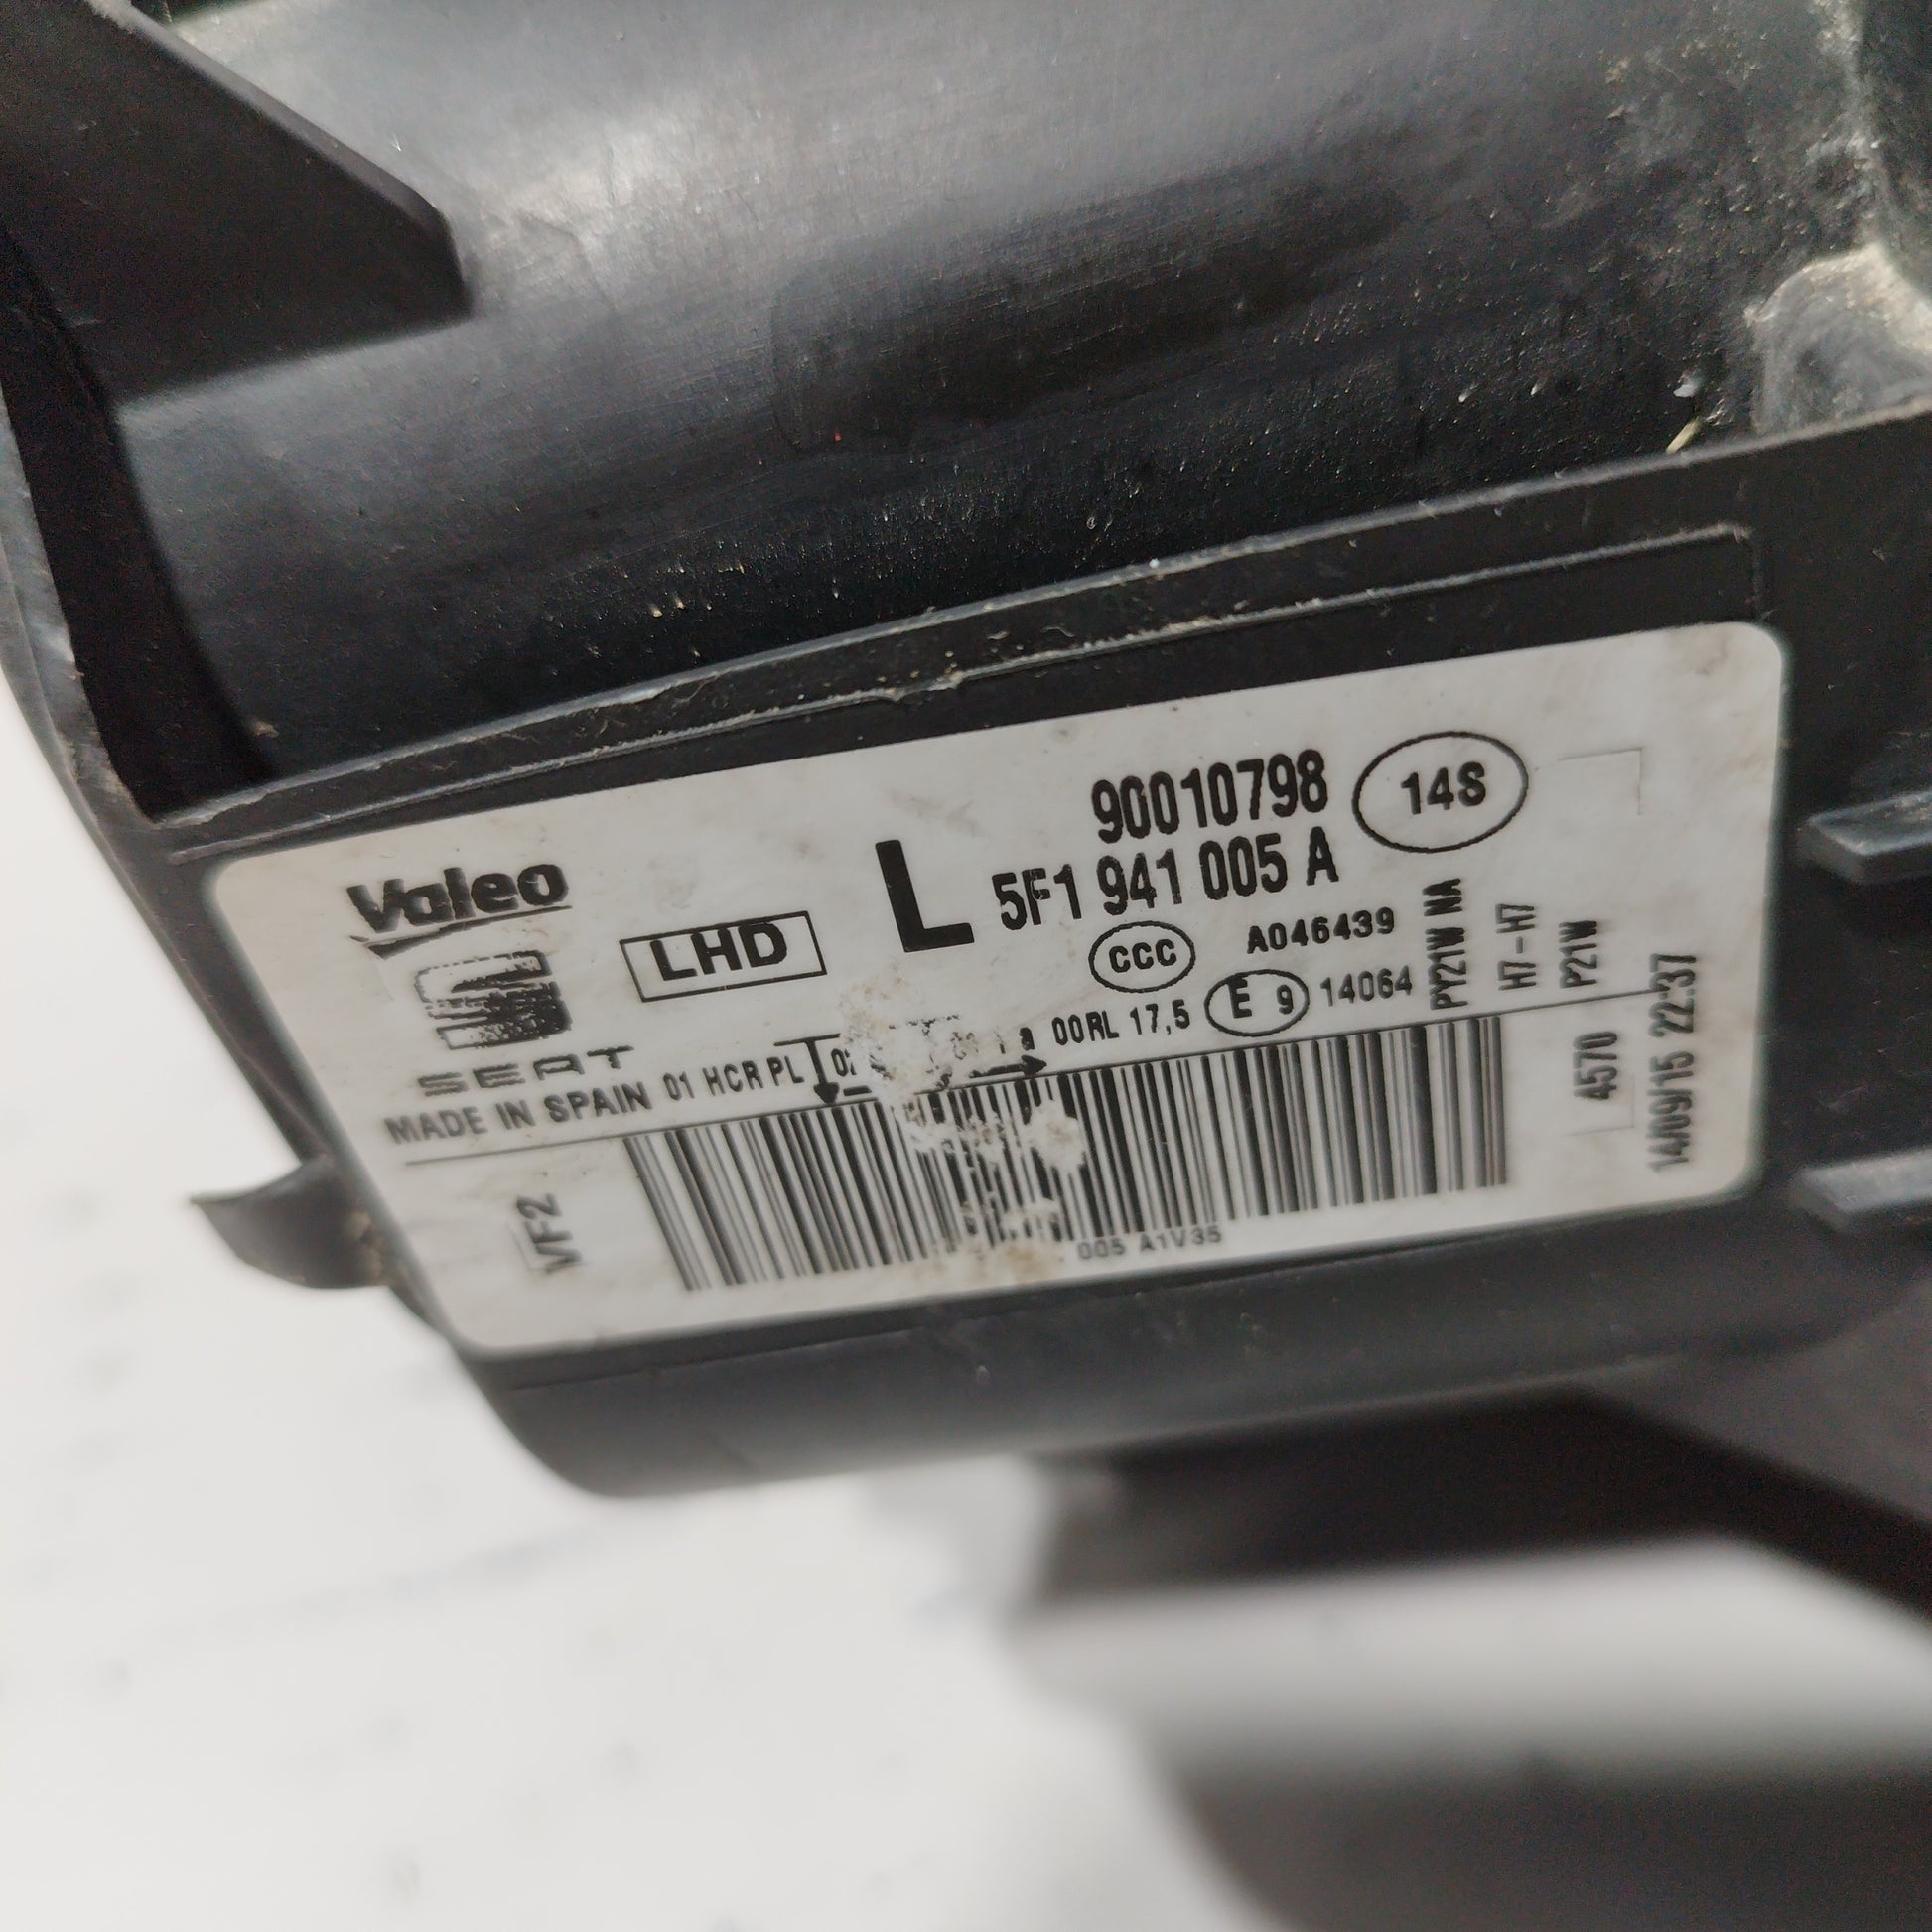 90010798 14S
Valeo LHD L 5F1 941 005 A
CCC A046439
SEAT
MADE IN SPAIN 01 HCR PL 00RL 17,5 E 9 14064
PY21W NA
H7-H7
P21W
VF2
005 A1V35
4570
14/09/15 22:37